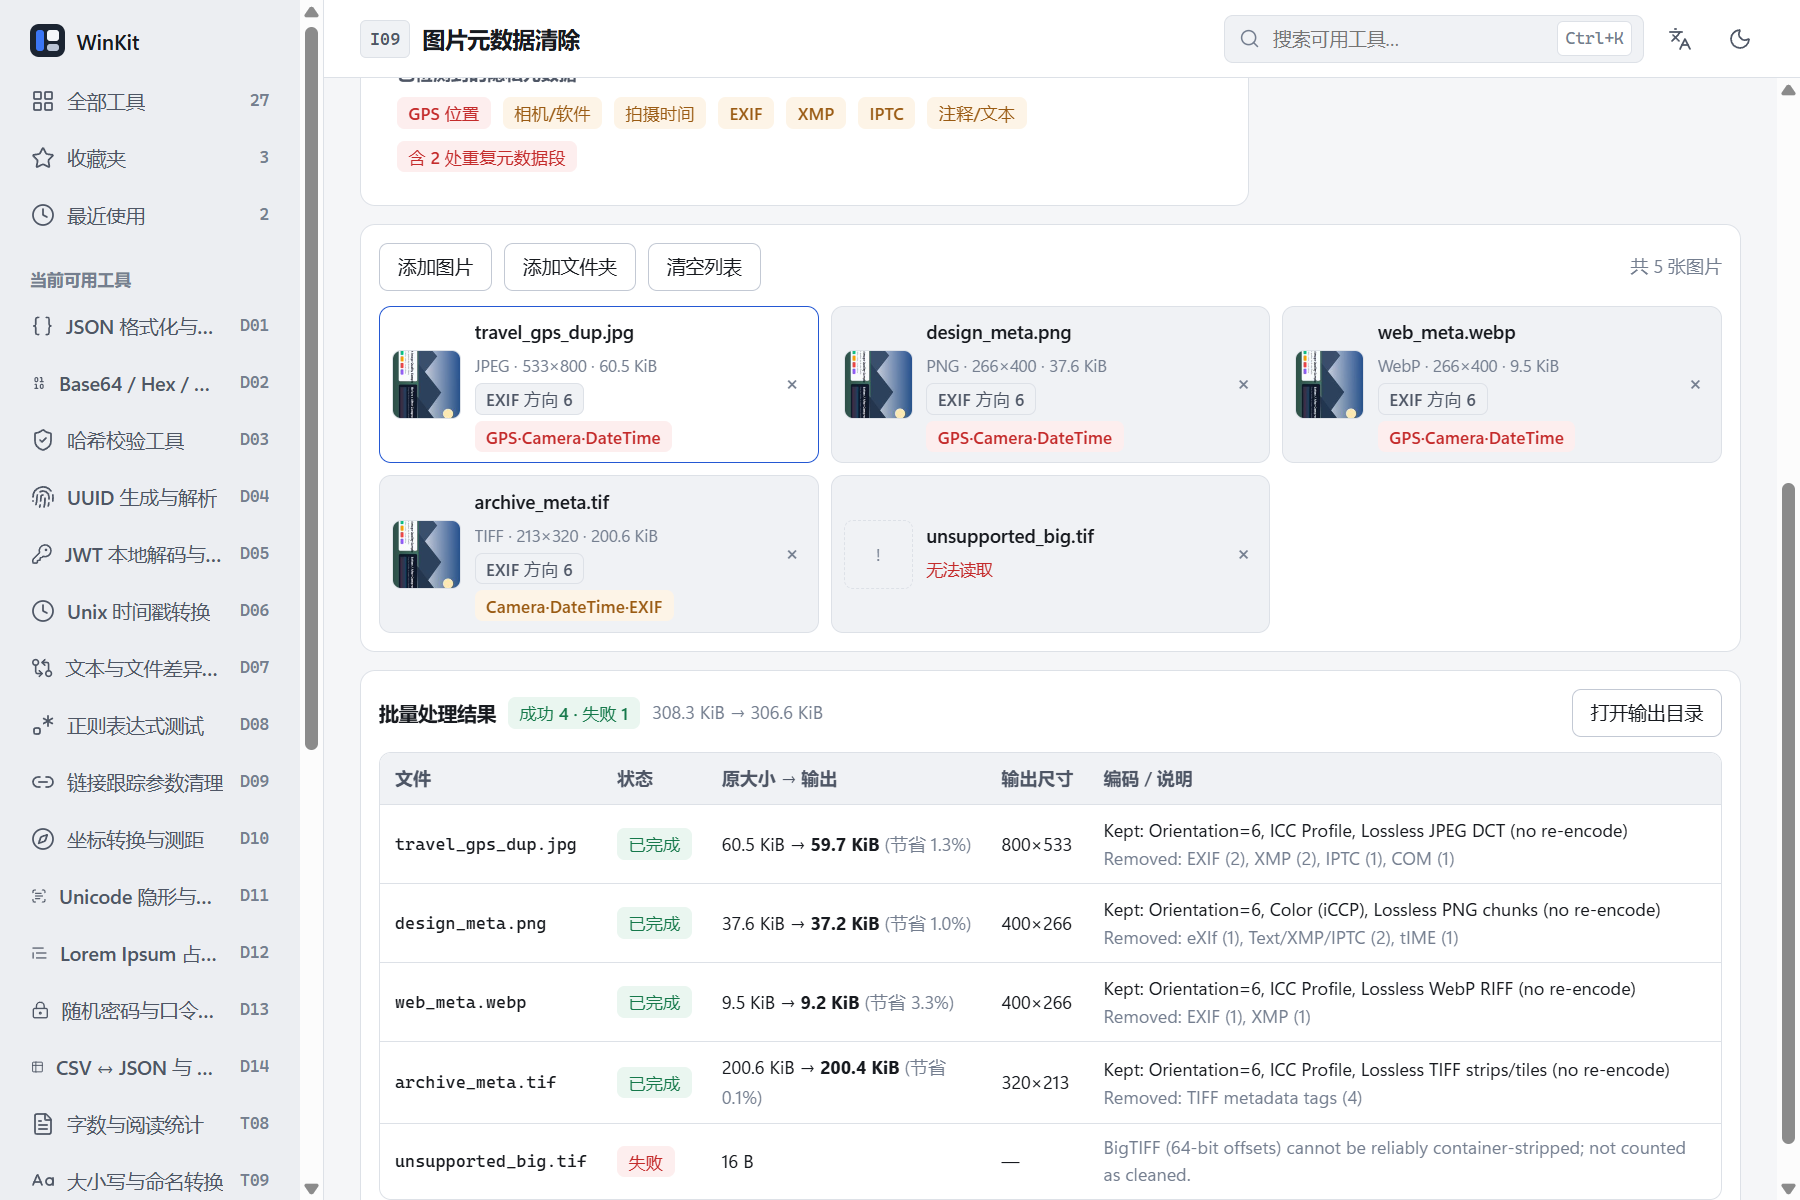 WinKit
全部工具 27
收藏夹 3
最近使用 2
当前可用工具
JSON 格式化与... D01
Base64 / Hex / ... D02
哈希校验工具 D03
UUID 生成与解析 D04
JWT 本地解码与... D05
Unix 时间戳转换 D06
文本与文件差异... D07
正则表达式测试 D08
链接跟踪参数清理 D09
坐标转换与测距 D10
Unicode 隐形与... D11
Lorem Ipsum 占... D12
随机密码与口令... D13
CSV ↔ JSON 与 ... D14
字数与阅读统计 T08
Aa 大小写与命名转换 T09
I09 图片元数据清除
搜索可用工具... Ctrl+K
GPS 位置 相机/软件 拍摄时间 EXIF XMP IPTC 注释/文本
含 2 处重复元数据段
添加图片 添加文件夹 清空列表 共 5 张图片
travel_gps_dup.jpg
JPEG · 533×800 · 60.5 KiB
EXIF 方向 6
GPS·Camera·DateTime
×
design_meta.png
PNG · 266×400 · 37.6 KiB
EXIF 方向 6
GPS·Camera·DateTime
×
web_meta.webp
WebP · 266×400 · 9.5 KiB
EXIF 方向 6
GPS·Camera·DateTime
×
archive_meta.tif
TIFF · 213×320 · 200.6 KiB
EXIF 方向 6
Camera·DateTime·EXIF
×
!
unsupported_big.tif
无法读取
×
批量处理结果 成功 4 · 失败 1 308.3 KiB → 306.6 KiB 打开输出目录
文件 状态 原大小 → 输出 输出尺寸 编码 / 说明
travel_gps_dup.jpg 已完成 60.5 KiB → 59.7 KiB (节省 1.3%) 800×533 Kept: Orientation=6, ICC Profile, Lossless JPEG DCT (no re-encode)
Removed: EXIF (2), XMP (2), IPTC (1), COM (1)
design_meta.png 已完成 37.6 KiB → 37.2 KiB (节省 1.0%) 400×266 Kept: Orientation=6, Color (iCCP), Lossless PNG chunks (no re-encode)
Removed: eXIf (1), Text/XMP/IPTC (2), tIME (1)
web_meta.webp 已完成 9.5 KiB → 9.2 KiB (节省 3.3%) 400×266 Kept: Orientation=6, ICC Profile, Lossless WebP RIFF (no re-encode)
Removed: EXIF (1), XMP (1)
archive_meta.tif 已完成 200.6 KiB → 200.4 KiB (节省 0.1%) 320×213 Kept: Orientation=6, ICC Profile, Lossless TIFF strips/tiles (no re-encode)
Removed: TIFF metadata tags (4)
unsupported_big.tif 失败 16 B — BigTIFF (64-bit offsets) cannot be reliably container-stripped; not counted
as cleaned.